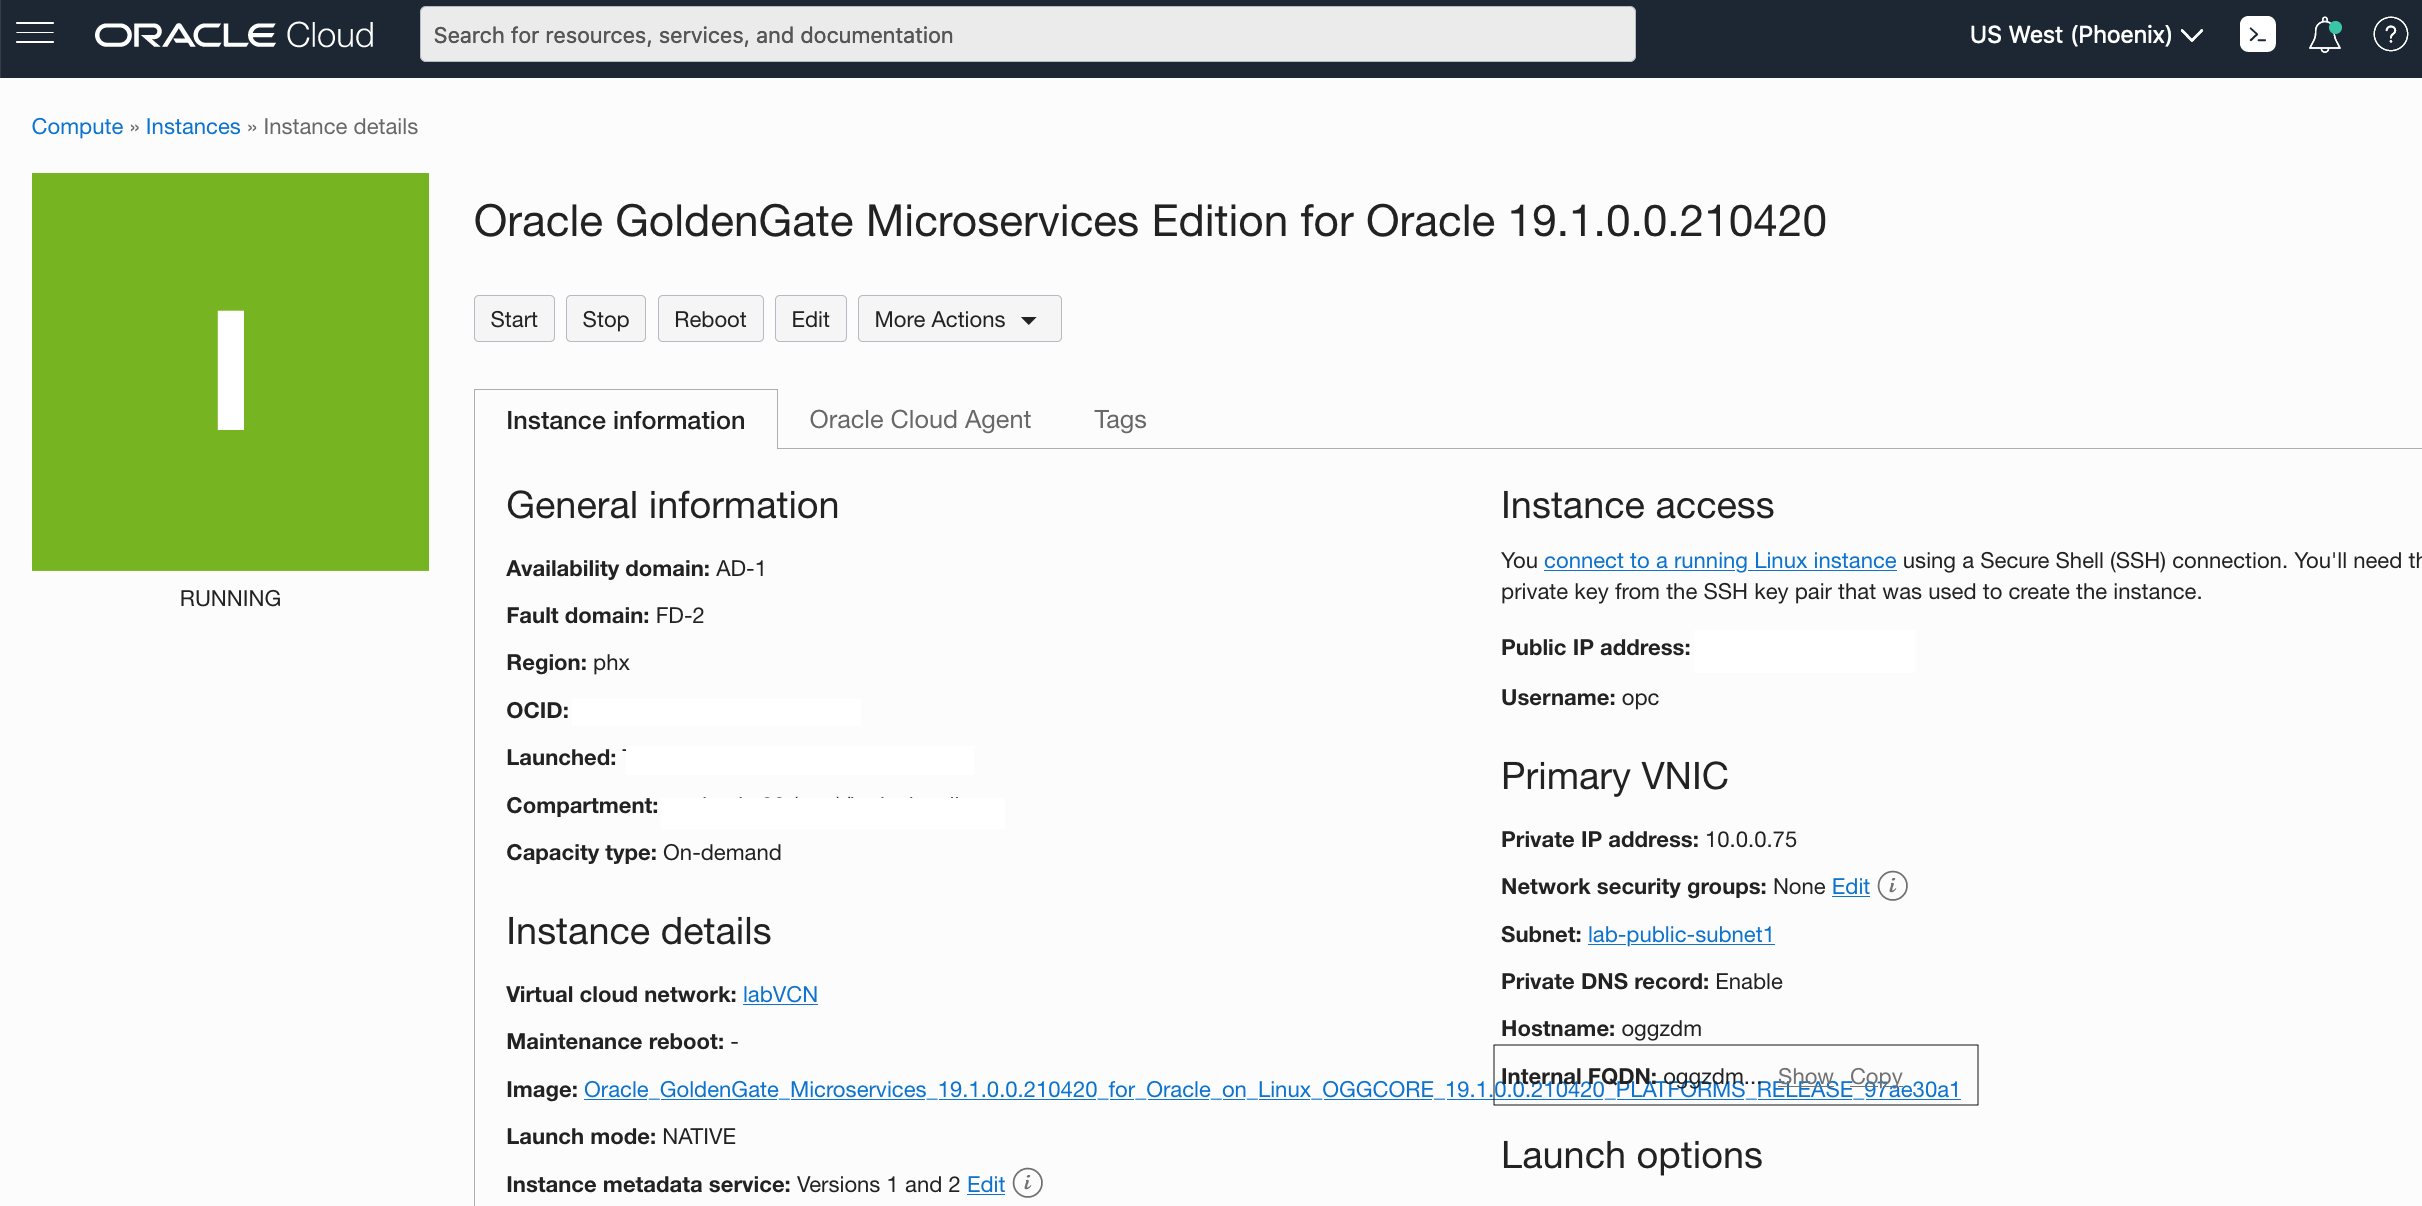 ORACLE Cloud
Search for resources, services, and documentation
US West (Phoenix)
Compute » Instances » Instance details
I
RUNNING
Oracle GoldenGate Microservices Edition for Oracle 19.1.0.0.210420
Start Stop Reboot Edit More Actions
Instance information Oracle Cloud Agent Tags
General information
Availability domain: AD-1
Fault domain: FD-2
Region: phx
OCID:
Launched:
Compartment:
Capacity type: On-demand
Instance details
Virtual cloud network: labVCN
Maintenance reboot: -
Image: Oracle_GoldenGate_Microservices_19.1.0.0.210420_for_Oracle_on_Linux_OGGCORE_19.1.0.0.210420_PLATFORMS_RELEASE_97ae30a1
Launch mode: NATIVE
Instance metadata service: Versions 1 and 2 Edit
Instance access
You connect to a running Linux instance using a Secure Shell (SSH) connection. You'll need
private key from the SSH key pair that was used to create the instance.
Public IP address:
Username: opc
Primary VNIC
Private IP address: 10.0.0.75
Network security groups: None Edit
Subnet: lab-public-subnet1
Private DNS record: Enable
Hostname: oggzdm
Internal FQDN: oggzdm... Show Copy
Launch options